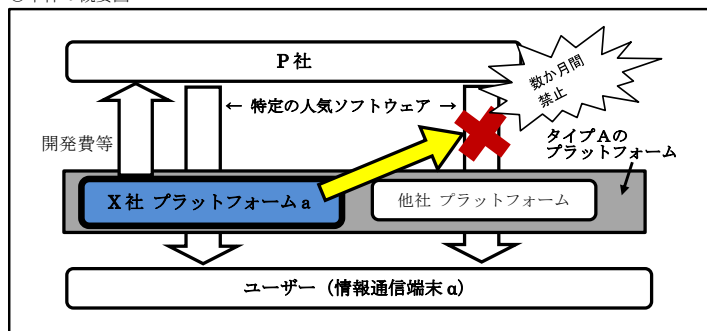 P社
数か月間
禁止
← 特定の人気ソフトウェア →
開発費等
タイプAの
プラットフォーム
X社 プラットフォームa
他社 プラットフォーム
ユーザー（情報通信端末α）